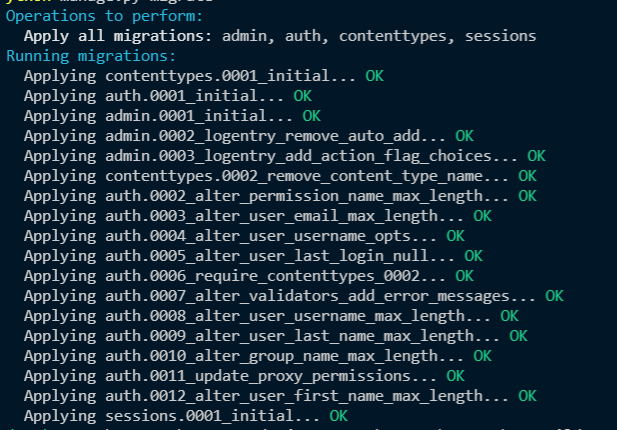 Operations to perform:
Apply all migrations: admin, auth, contenttypes, sessions
Running migrations:
Applying contenttypes.0001_initial... OK
Applying auth.0001_initial... OK
Applying admin.0001_initial... OK
Applying admin.0002_logentry_remove_auto_add... OK
Applying admin.0003_logentry_add_action_flag_choices... OK
Applying contenttypes.0002_remove_content_type_name... OK
Applying auth.0002_alter_permission_name_max_length... OK
Applying auth.0003_alter_user_email_max_length... OK
Applying auth.0004_alter_user_username_opts... OK
Applying auth.0005_alter_user_last_login_null... OK
Applying auth.0006_require_contenttypes_0002... OK
Applying auth.0007_alter_validators_add_error_messages... OK
Applying auth.0008_alter_user_username_max_length... OK
Applying auth.0009_alter_user_last_name_max_length... OK
Applying auth.0010_alter_group_name_max_length... OK
Applying auth.0011_update_proxy_permissions... OK
Applying auth.0012_alter_user_first_name_max_length... OK
Applying sessions.0001_initial... OK